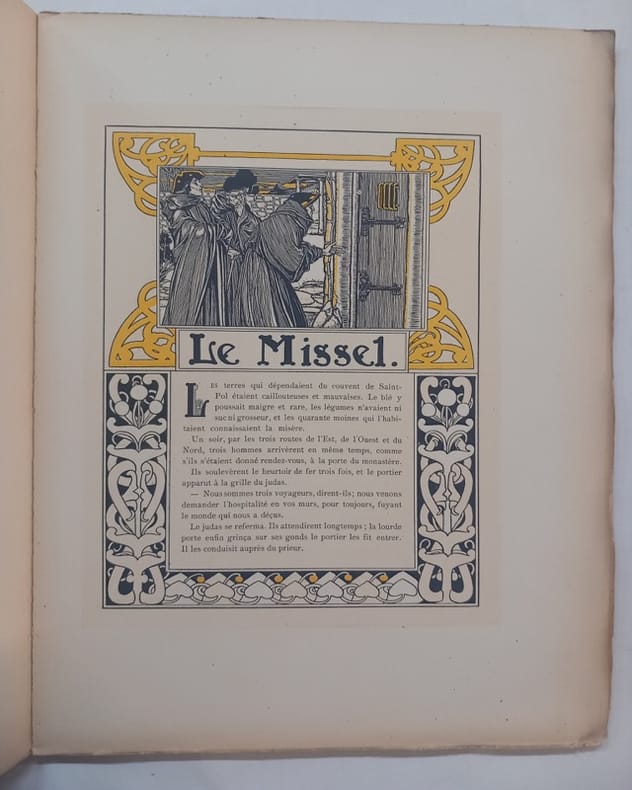 Le Missel.
LES terres qui dépendaient du couvent de Saint-
Pol étaient caillouteuses et mauvaises. Le blé y
poussait maigre et rare, les légumes n'avaient ni
suc ni grosseur, et les quarante moines qui l'habi-
taient connaissaient la misère.
Un soir, par les trois routes de l'Est, de l'Ouest et du
Nord, trois hommes arrivèrent en même temps, comme
s'ils s'étaient donné rendez-vous, à la porte du monastère.
Ils soulevèrent le heurtoir de fer trois fois, et le portier
apparut à la grille du judas.
— Nous sommes trois voyageurs, dirent-ils; nous venons
demander l'hospitalité en vos murs, pour toujours, fuyant
le monde qui nous a déçus.
Le judas se referma. Ils attendirent longtemps; la lourde
porte enfin grinça sur ses gonds le portier les fit entrer.
Il les conduisit auprès du prieur.